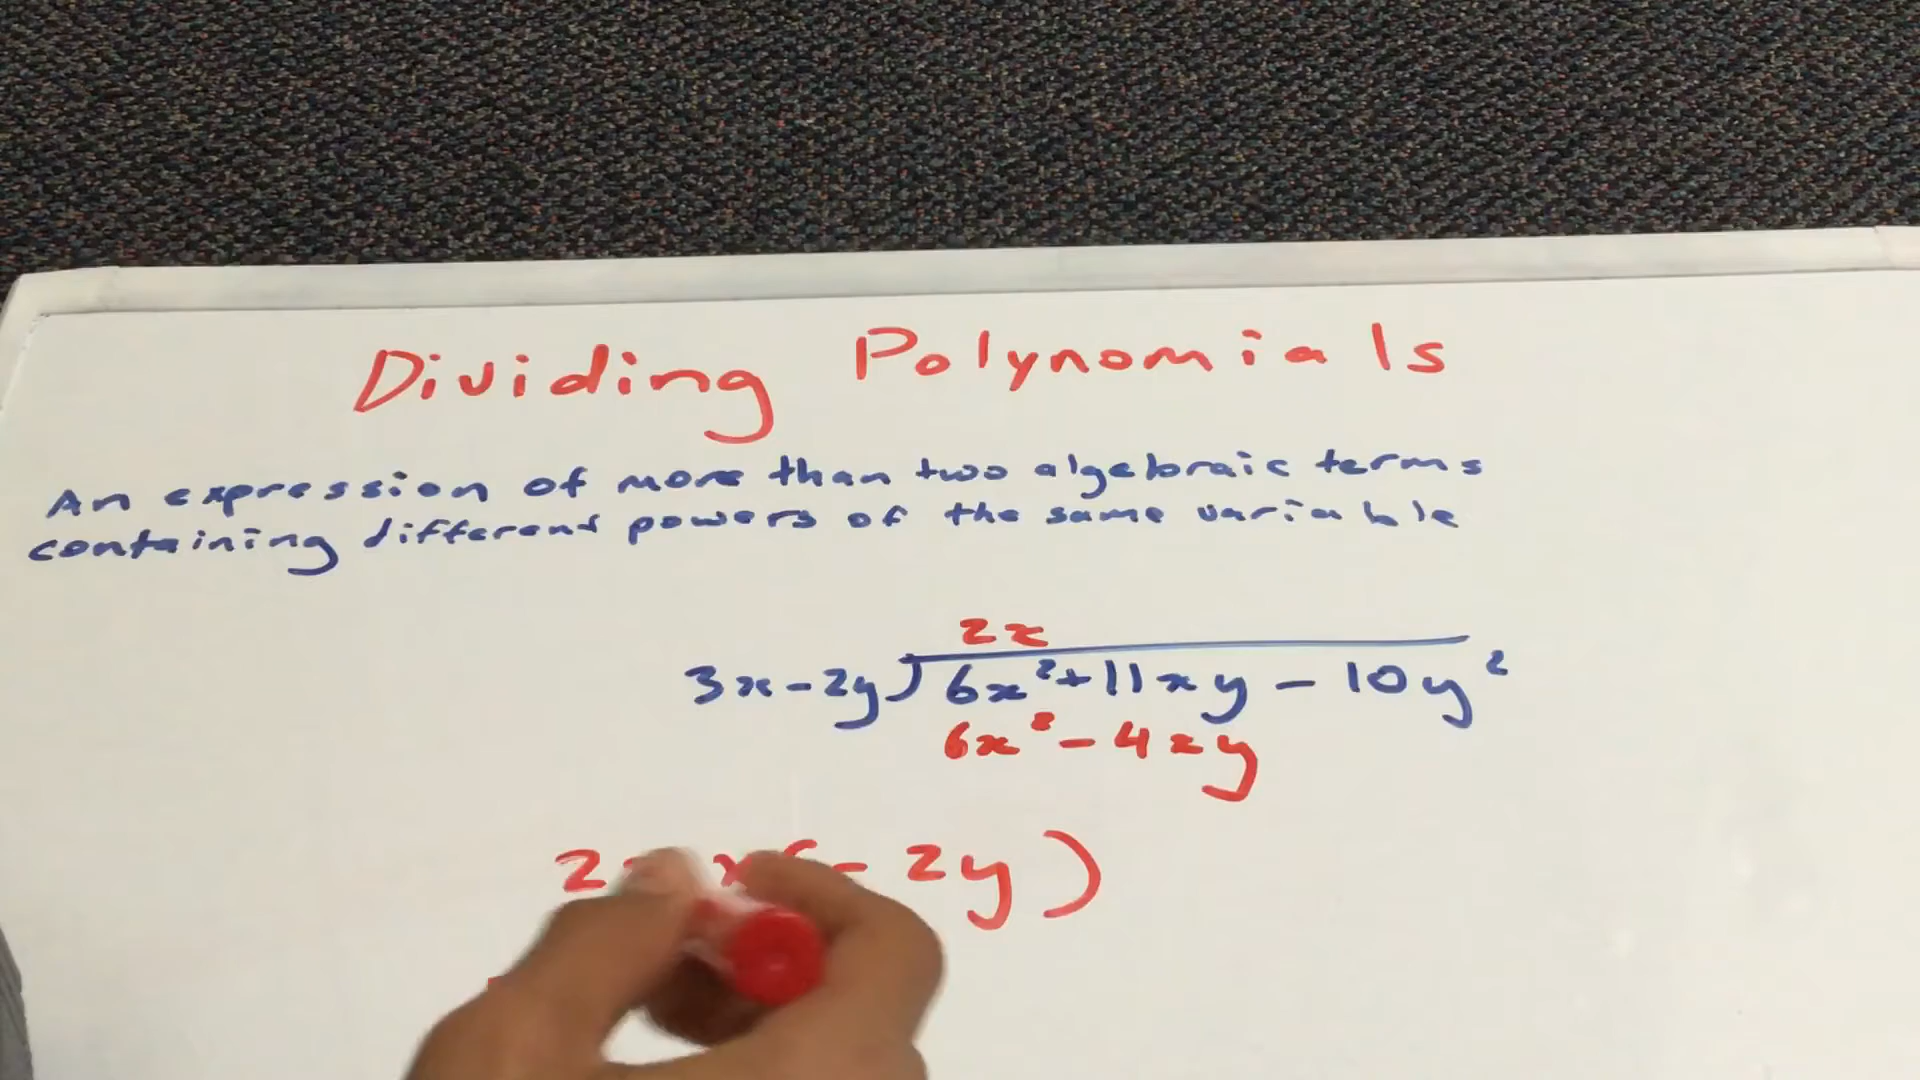 Dividing Polynomials
An expression of more than two algebraic terms
containing different powers of the same variable
2x
3x-2y)6x²+11xy-10y²
6x²-4xy
2x x(-2y)